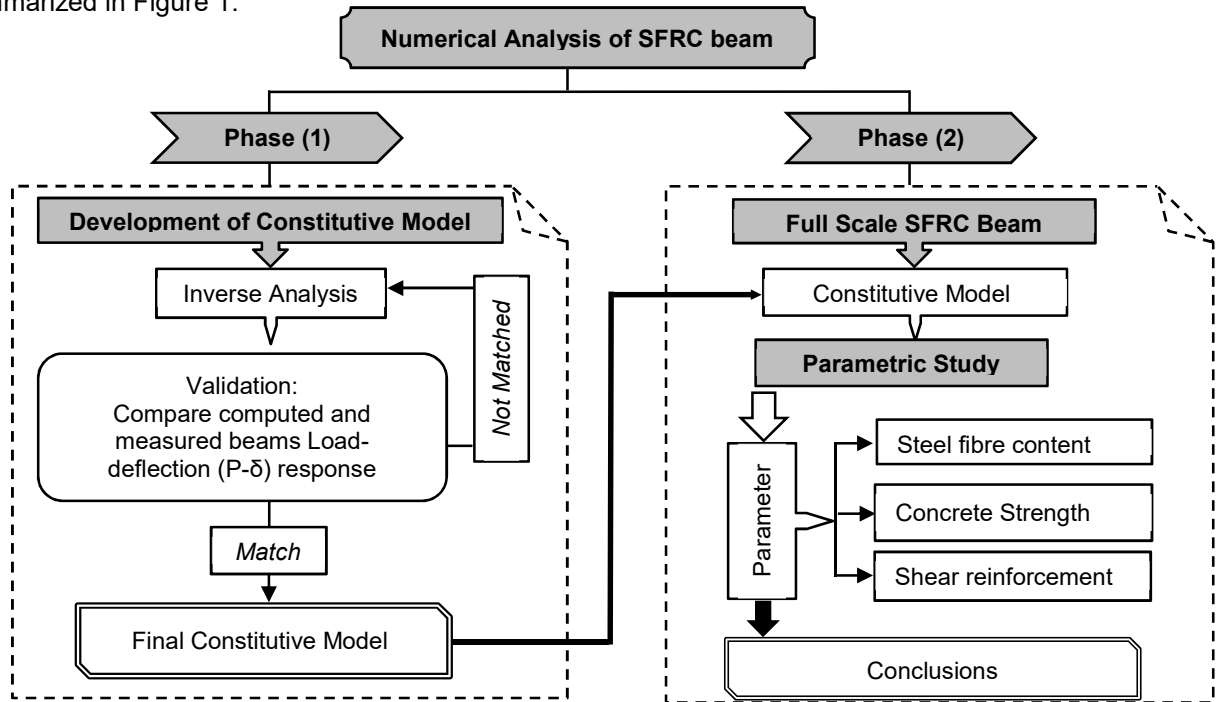 marized in Figure 1.
Numerical Analysis of SFRC beam
Phase (1)
Development of Constitutive Model
Inverse Analysis
Not Matched
Validation:
Compare computed and
measured beams Load-
deflection (P-δ) response
Match
Final Constitutive Model
Phase (2)
Full Scale SFRC Beam
Constitutive Model
Parametric Study
Parameter
Steel fibre content
Concrete Strength
Shear reinforcement
Conclusions